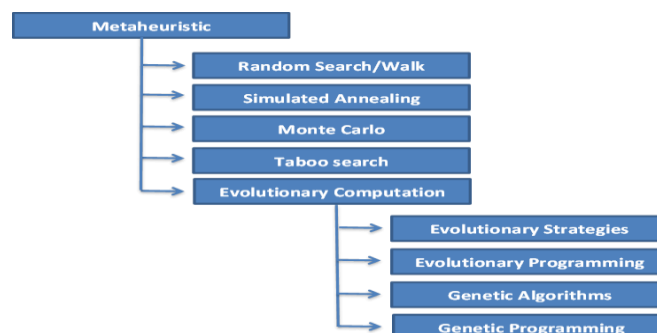 Metaheuristic
Random Search/Walk
Simulated Annealing
Monte Carlo
Taboo search
Evolutionary Computation
Evolutionary Strategies
Evolutionary Programming
Genetic Algorithms
Genetic Programming